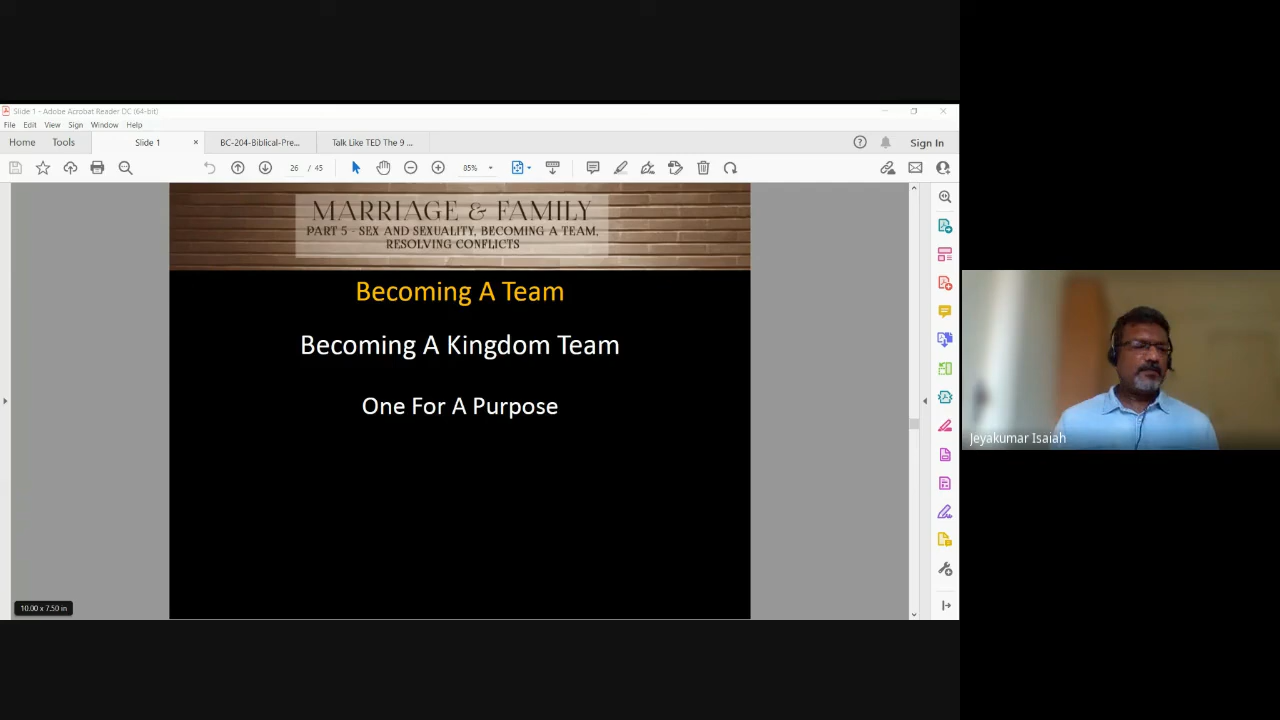 Slide 1 - Adobe Acrobat Reader DC (64-bit)
File Edit View Sign Window Help
Home Tools Slide 1 × BC-204-Biblical-Pre... Talk Like TED The 9 ... Sign In
26 / 45 85%
MARRIAGE & FAMILY
PART 5 - SEX AND SEXUALITY, BECOMING A TEAM,
RESOLVING CONFLICTS
Becoming A Team
Becoming A Kingdom Team
One For A Purpose
Jeyakumar Isaiah
10.00 x 7.50 in